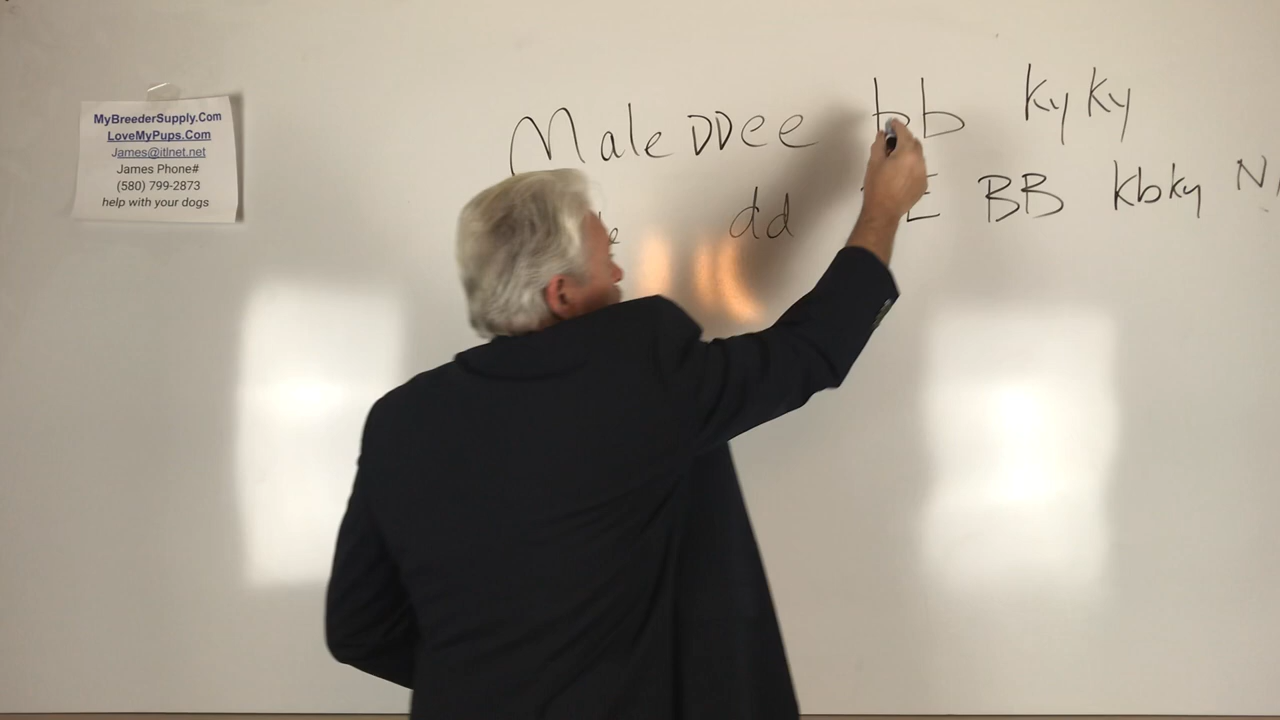 MyBreederSupply.Com
LoveMyPups.Com
James@itlnet.net
James Phone#
(580) 799-2873
help with your dogs
Male DDee bb kyky
dd E BB kbky N